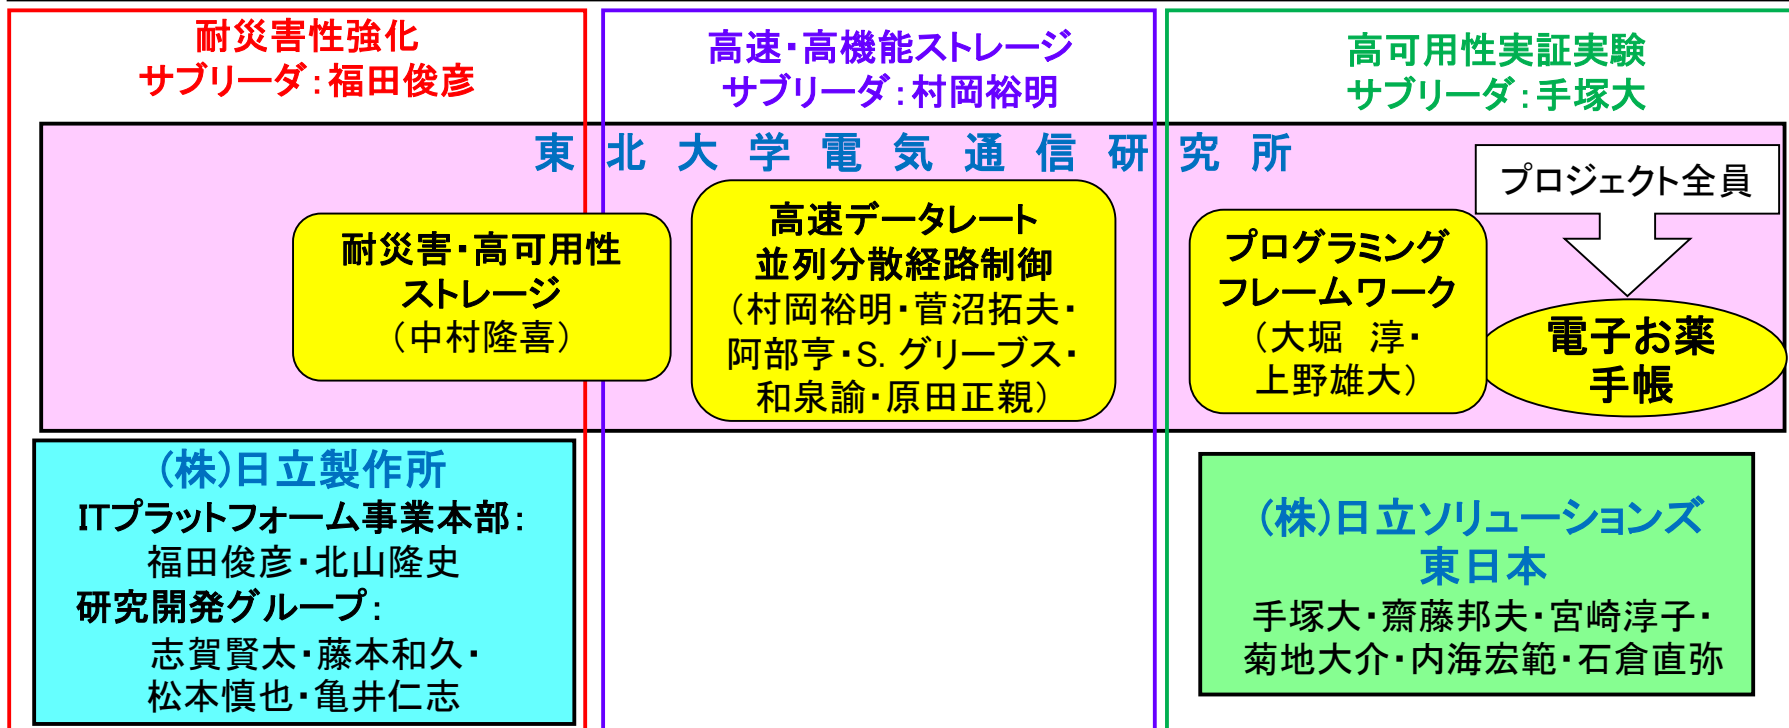 耐災害性強化
サブリーダ：福田俊彦
高速・高機能ストレージ
サブリーダ：村岡裕明
高可用性実証実験
サブリーダ：手塚大
東北大学電気通信研究所
プロジェクト全員
耐災害・高可用性
ストレージ
（中村隆喜）
高速データレート
並列分散経路制御
（村岡裕明・菅沼拓夫・
阿部亨・S. グリーブス・
和泉諭・原田正親）
プログラミング
フレームワーク
（大堀　淳・
上野雄大）
電子お薬
手帳
（株）日立製作所
ITプラットフォーム事業本部：
福田俊彦・北山隆史
研究開発グループ：
志賀賢太・藤本和久・
松本慎也・亀井仁志
（株）日立ソリューションズ
東日本
手塚大・齋藤邦夫・宮崎淳子・
菊地大介・内海宏範・石倉直弥